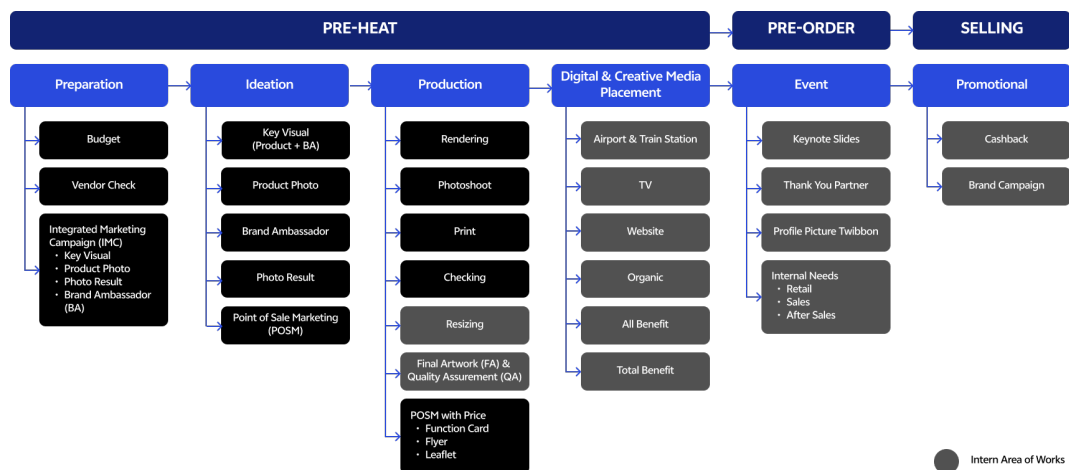 PRE-HEAT
PRE-ORDER
SELLING
Preparation
Ideation
Production
Digital & Creative Media
Placement
Event
Promotional
Budget
Vendor Check
Integrated Marketing
Campaign (IMC)
• Key Visual
• Product Photo
• Photo Result
• Brand Ambassador
(BA)
Key Visual
(Product + BA)
Product Photo
Brand Ambassador
Photo Result
Point of Sale Marketing
(POSM)
Rendering
Photoshoot
Print
Checking
Resizing
Final Artwork (FA) &
Quality Assurement (QA)
POSM with Price
• Function Card
• Flyer
• Leaflet
Airport & Train Station
TV
Website
Organic
All Benefit
Total Benefit
Keynote Slides
Thank You Partner
Profile Picture Twibbon
Internal Needs
• Retail
• Sales
• After Sales
Cashback
Brand Campaign
Intern Area of Works